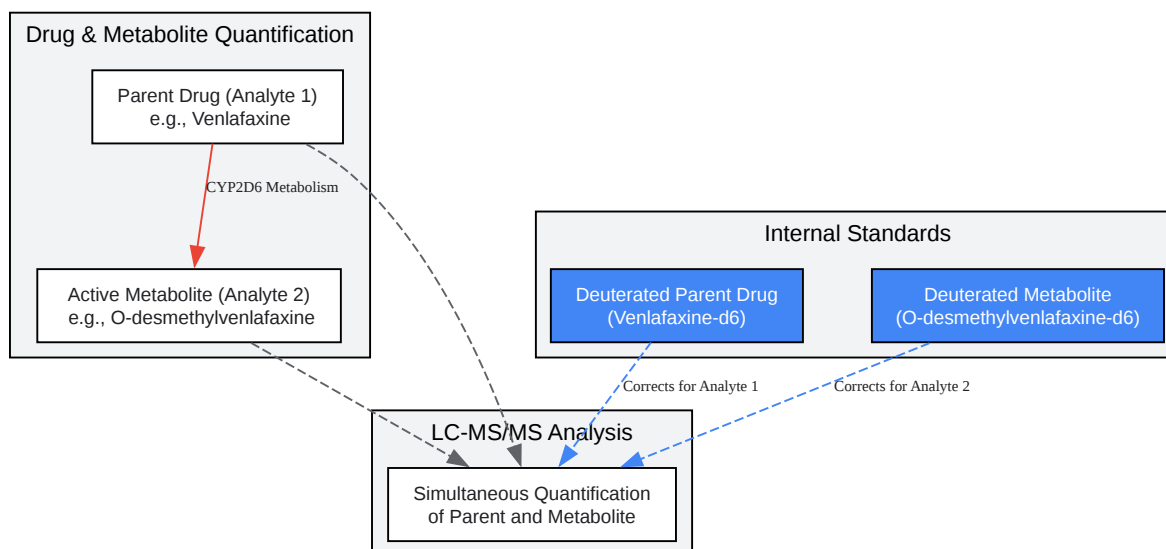 Drug & Metabolite Quantification
Parent Drug (Analyte 1)
e.g., Venlafaxine
CYP2D6 Metabolism
Active Metabolite (Analyte 2)
e.g., O-desmethylvenlafaxine
Internal Standards
Deuterated Parent Drug
(Venlafaxine-d6)
Deuterated Metabolite
(O-desmethylvenlafaxine-d6)
Corrects for Analyte 1
Corrects for Analyte 2
LC-MS/MS Analysis
Simultaneous Quantification
of Parent and Metabolite